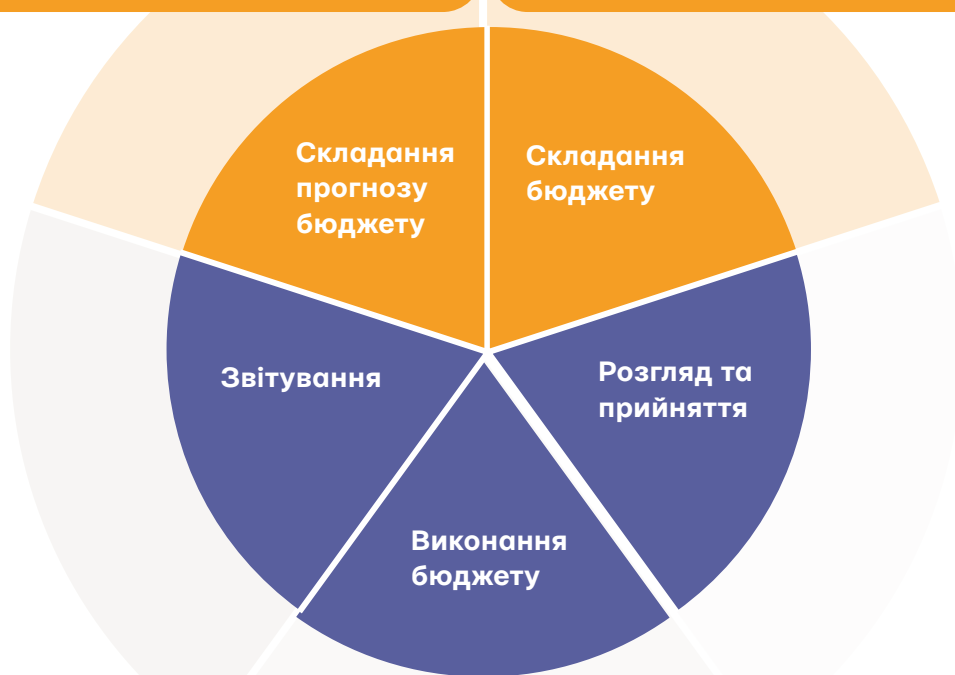 Складання
прогнозу
бюджету
Складання
бюджету
Звітування
Розгляд та
прийняття
Виконання
бюджету